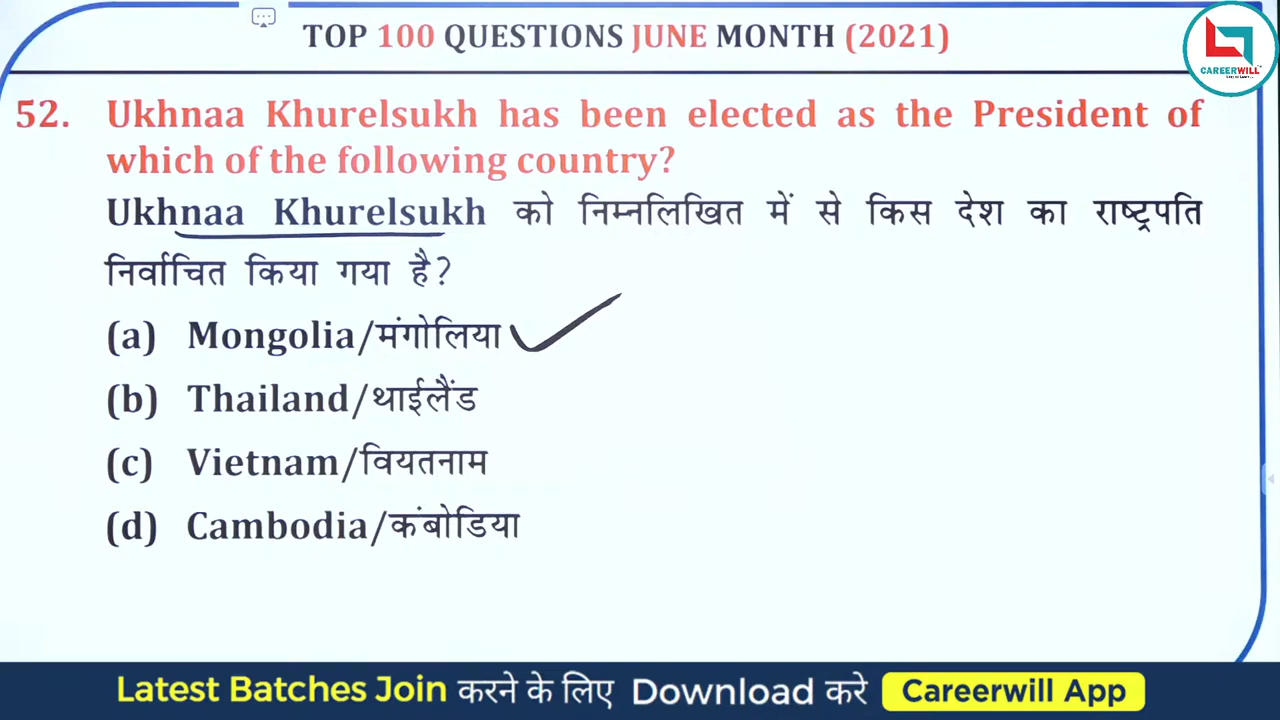 TOP 100 QUESTIONS JUNE MONTH (2021)
CAREERWILL
52. Ukhnaa Khurelsukh has been elected as the President of
which of the following country?
Ukhnaa Khurelsukh को निम्नलिखित में से किस देश का राष्ट्रपति
निर्वाचित किया गया है?
(a) Mongolia/मंगोलिया
(b) Thailand/थाईलैंड
(c) Vietnam/वियतनाम
(d) Cambodia/कंबोडिया
Latest Batches Join करने के लिए Download करे Careerwill App